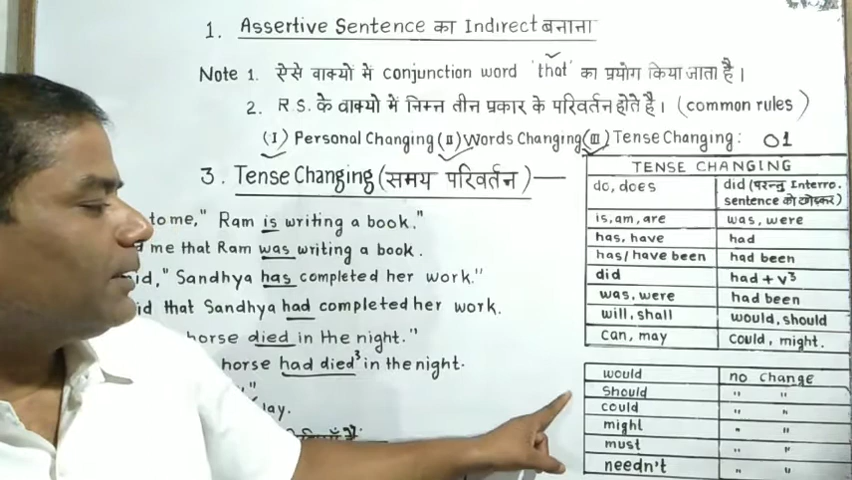 1. Assertive Sentence का Indirect बनाना
Note 1. ऐसे वाक्यों में conjunction word 'that' का प्रयोग किया जाता है।
2. R.S. के वाक्यो में निम्न तीन प्रकार के परिवर्तन होते है। (common rules)
(I) Personal Changing (II) Words Changing (III) Tense Changing: 01
3. Tense Changing (समय परिवर्तन) —
to me," Ram is writing a book."
me that Ram was writing a book.
id," Sandhya has completed her work."
id that Sandhya had completed her work.
horse died in the night."
horse had died³ in the night.
TENSE CHANGING
do, does did (परन्तु Interro. sentence को छोड़कर)
is, am, are was, were
has, have had
has/have been had been
did had + v³
was, were had been
will, shall would, should
can, may could, might.
would no change
Should " "
could " "
might " "
must " "
needn't " "